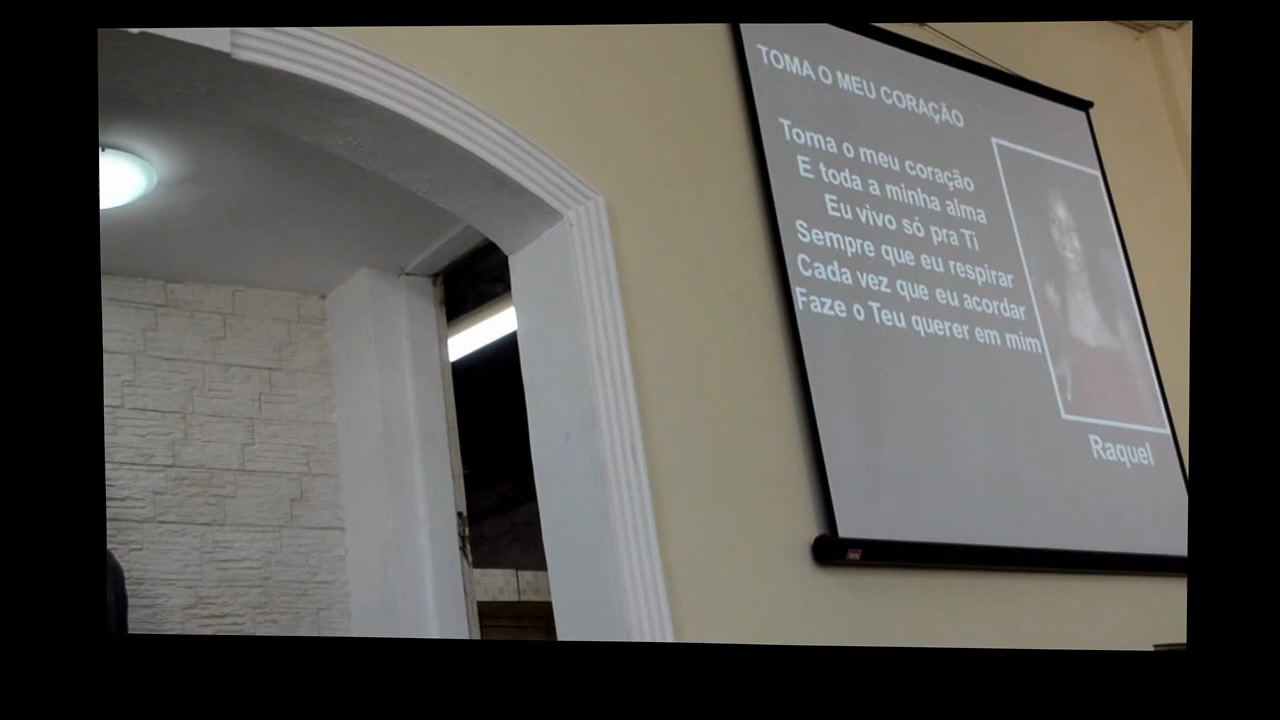 TOMA O MEU CORAÇÃO
Toma o meu coração
E toda a minha alma
Eu vivo só pra Ti
Sempre que eu respirar
Cada vez que eu acordar
Faze o Teu querer em mim
Raquel